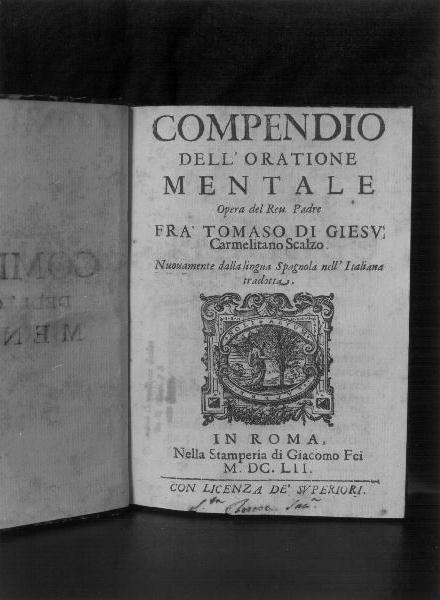 COMPENDIO
DELL'ORATIONE
MENTALE
Opera del Reu. Padre
FRA' TOMASO DI GIESV:
Carmelitano Scalzo.
Nuouamente dalla lingua Spagnola nell' Italiana
tradotta.
IN ROMA,
Nella Stamperia di Giacomo Fei
M. DC. LII.
CON LICENZA DE' SVPERIORI.